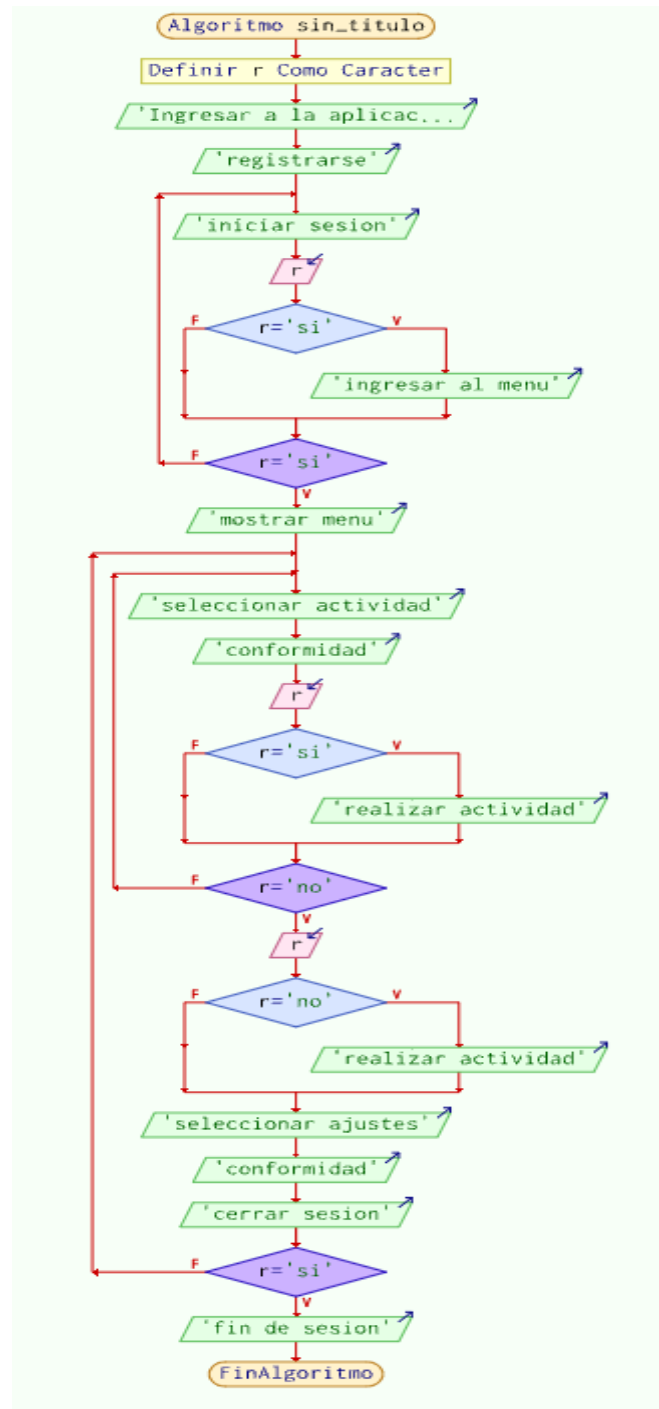 Algoritmo sin_titulo
Definir r Como Caracter
'Ingresar a la aplicac...
'registrarse'
'iniciar sesion'
r
F
r='si'
V
'ingresar al menu'
F
r='si'
V
'mostrar menu'
'seleccionar actividad'
'conformidad'
r
F
r='si'
V
'realizar actividad'
F
r='no'
V
r
F
r='no'
V
'realizar actividad'
'seleccionar ajustes'
'conformidad'
'cerrar sesion'
F
r='si'
V
'fin de sesion'
FinAlgoritmo